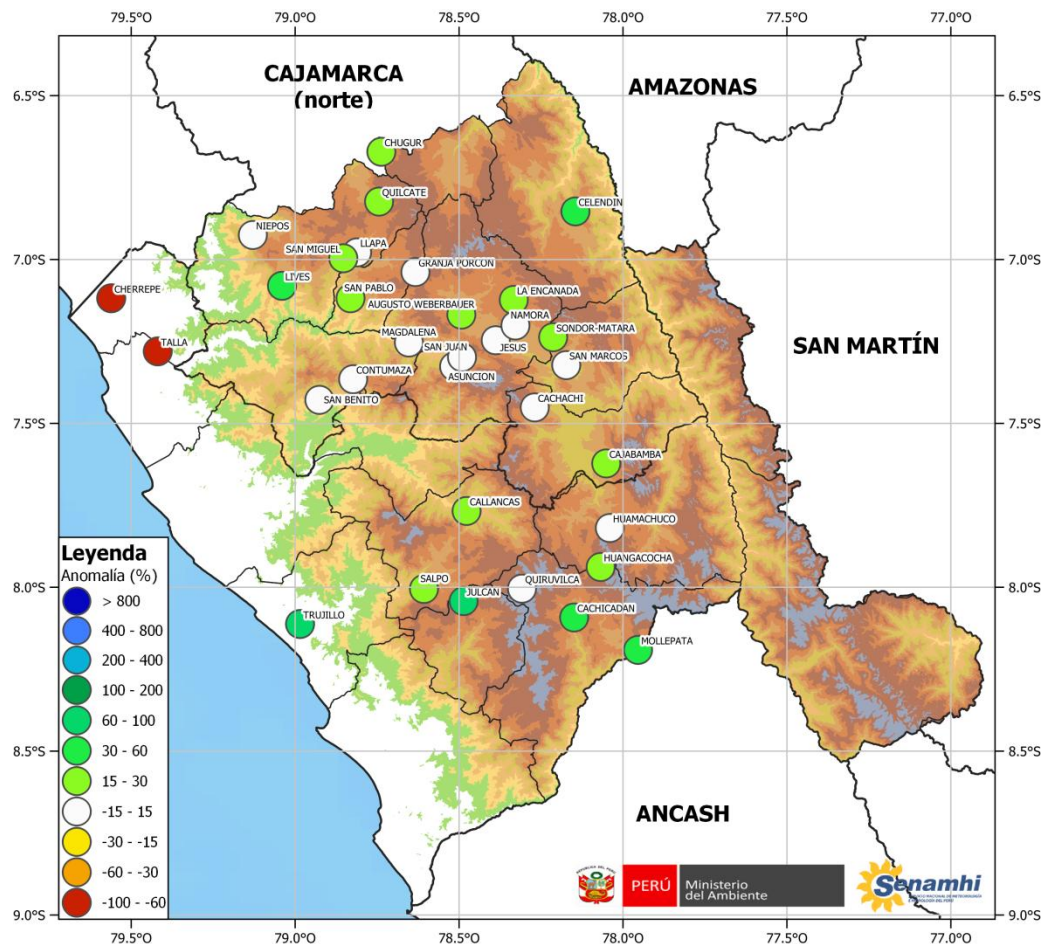 79.5°O 79.0°O 78.5°O 78.0°O 77.5°O 77.0°O
CAJAMARCA
(norte)
AMAZONAS
6.5°S
6.5°S
CHUGUR
QUILCATE
CELENDIN
NIEPOS
LLAPA
SAN MIGUEL
7.0°S
7.0°S
GRANJA PORCON
LIVES
SAN PABLO
LA ENCANADA
CHERREPE
AUGUSTO WEBERBAUER
NAMORA
SONDOR-MATARA
MAGDALENA
TALLA
SAN JUAN
JESUS
SAN MARTÍN
SAN MARCOS
CONTUMAZA
ASUNCION
SAN BENITO
CACHACHI
7.5°S
7.5°S
CAJABAMBA
CALLANCAS
HUAMACHUCO
HUANGACOCHA
SALPO
QUIRUVILCA
8.0°S
8.0°S
JULCAN
CACHICADAN
TRUJILLO
MOLLEPATA
Leyenda
Anomalía (%)
> 800
400 - 800
200 - 400
100 - 200
60 - 100
30 - 60
15 - 30
-15 - 15
-30 - -15
-60 - -30
-100 - -60
8.5°S
8.5°S
ANCASH
REPÚBLICA DEL PERÚ
PERÚ
Ministerio
del Ambiente
Senamhi
9.0°S
9.0°S
79.5°O 79.0°O 78.5°O 78.0°O 77.5°O 77.0°O